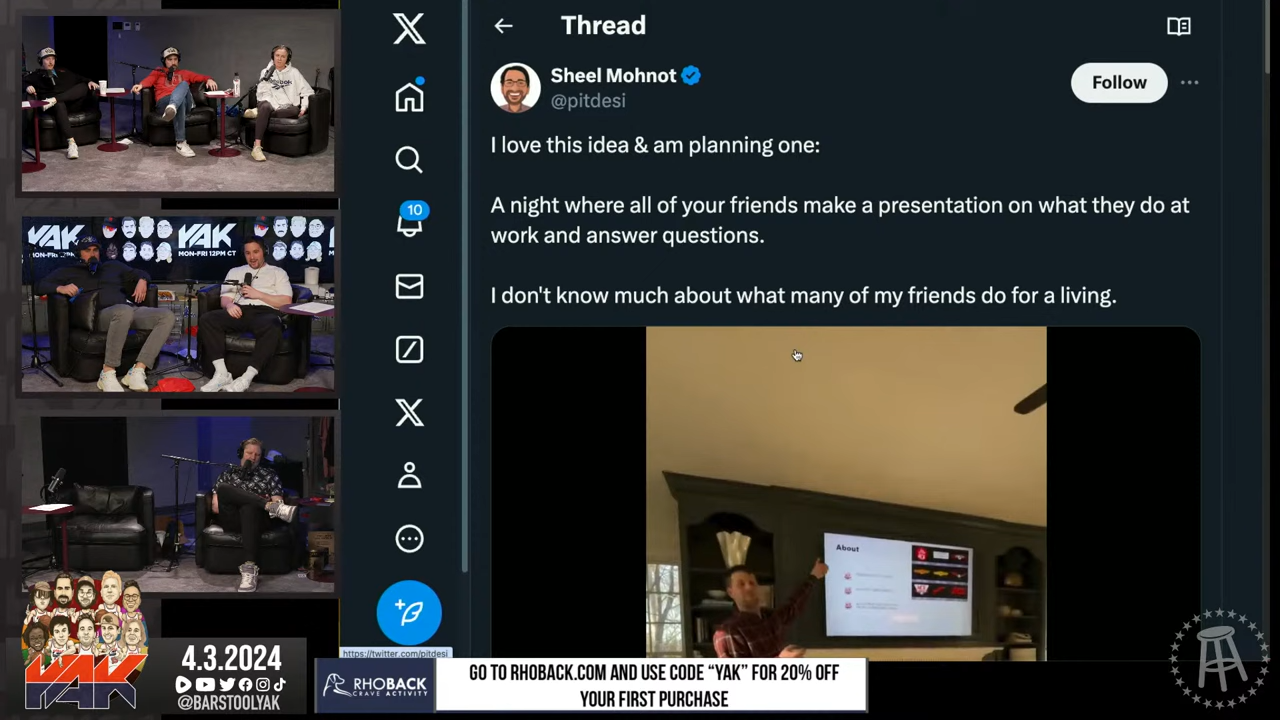 Thread
Sheel Mohnot
@pitdesi
Follow
I love this idea & am planning one:
A night where all of your friends make a presentation on what they do at
work and answer questions.
I don't know much about what many of my friends do for a living.
10
About
YAK
YAK
MON-FRI 12PM CT
https://twitter.com/pitdesi
YAK
4.3.2024
@BARSTOOLYAK
RHOBACK
CRAVE ACTIVITY
GO TO RHOBACK.COM AND USE CODE “YAK” FOR 20% OFF
YOUR FIRST PURCHASE